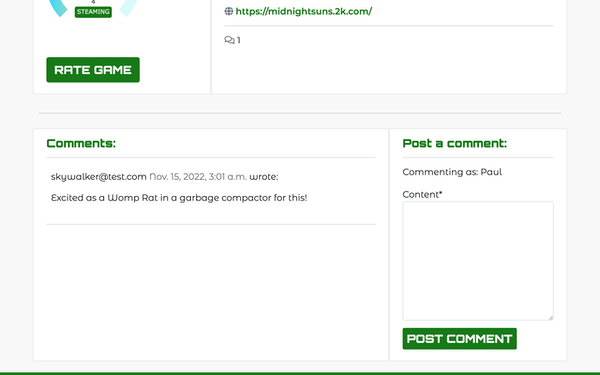 4
STEAMING
https://midnightsuns.2k.com/
1
RATE GAME
Comments:
skywalker@test.com Nov. 15, 2022, 3:01 a.m. wrote:
Excited as a Womp Rat in a garbage compactor for this!
Post a comment:
Commenting as: Paul
Content*
POST COMMENT